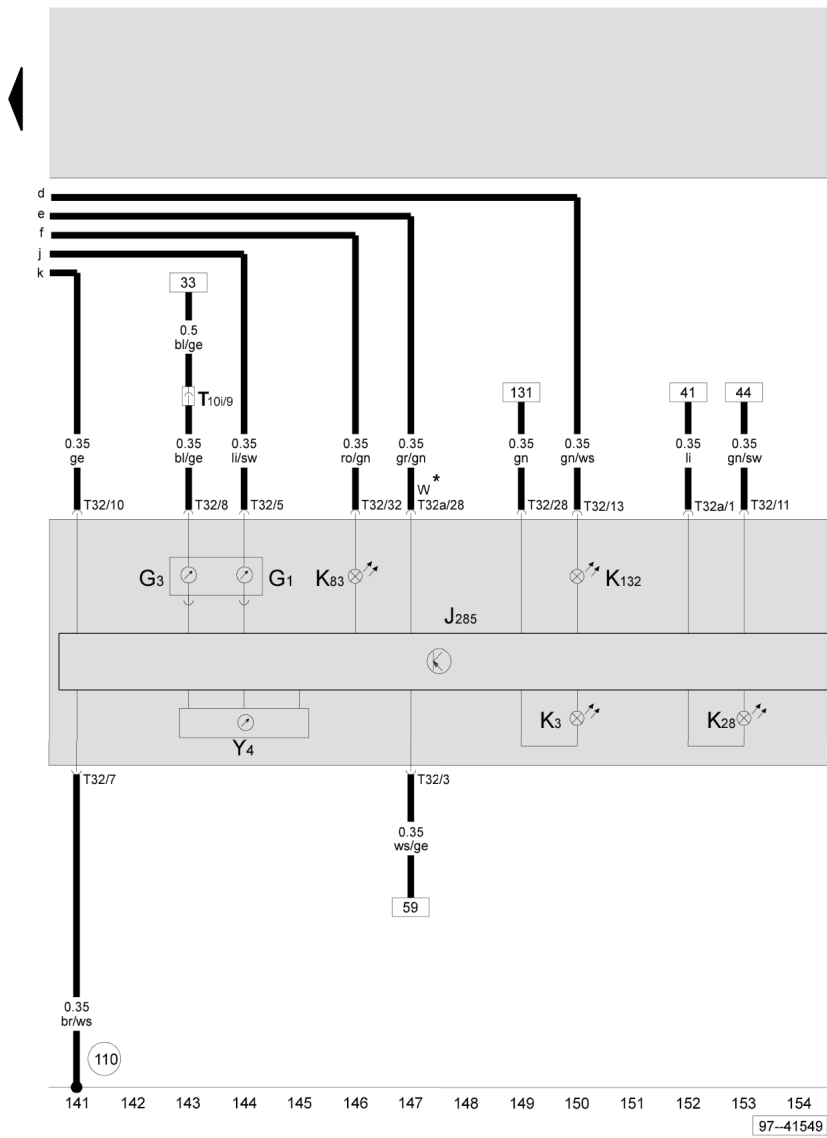 d
e
f
j
k
33
0.5
bl/ge
T10i/9
131
41
44
0.35
ge
0.35
bl/ge
0.35
li/sw
0.35
ro/gn
0.35
gr/gn
0.35
gn
0.35
gn/ws
0.35
li
0.35
gn/sw
W *
T32/10
T32/8
T32/5
T32/32
T32a/28
T32/28
T32/13
T32a/1
T32/11
G3
G1
K83
K132
J285
Y4
K3
K28
T32/7
T32/3
0.35
ws/ge
59
0.35
br/ws
110
141 142 143 144 145 146 147 148 149 150 151 152 153 154
97--41549